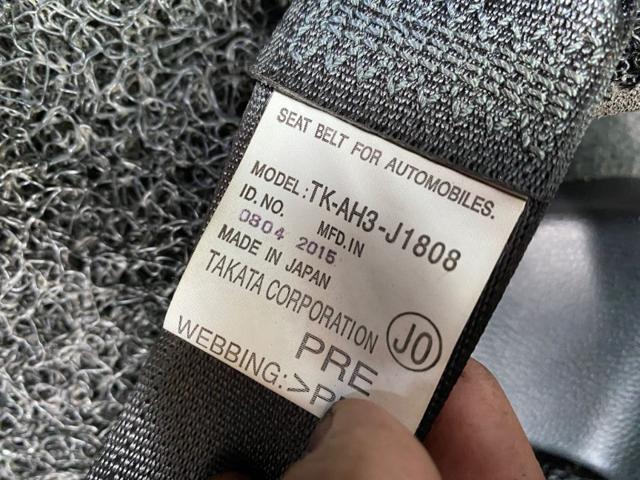 SEAT BELT FOR AUTOMOBILES.
MODEL:TK-AH3-J1808
ID.NO. MFD.IN
0804 2015
MADE IN JAPAN
TAKATA CORPORATION JO
PRE
WEBBING:>P